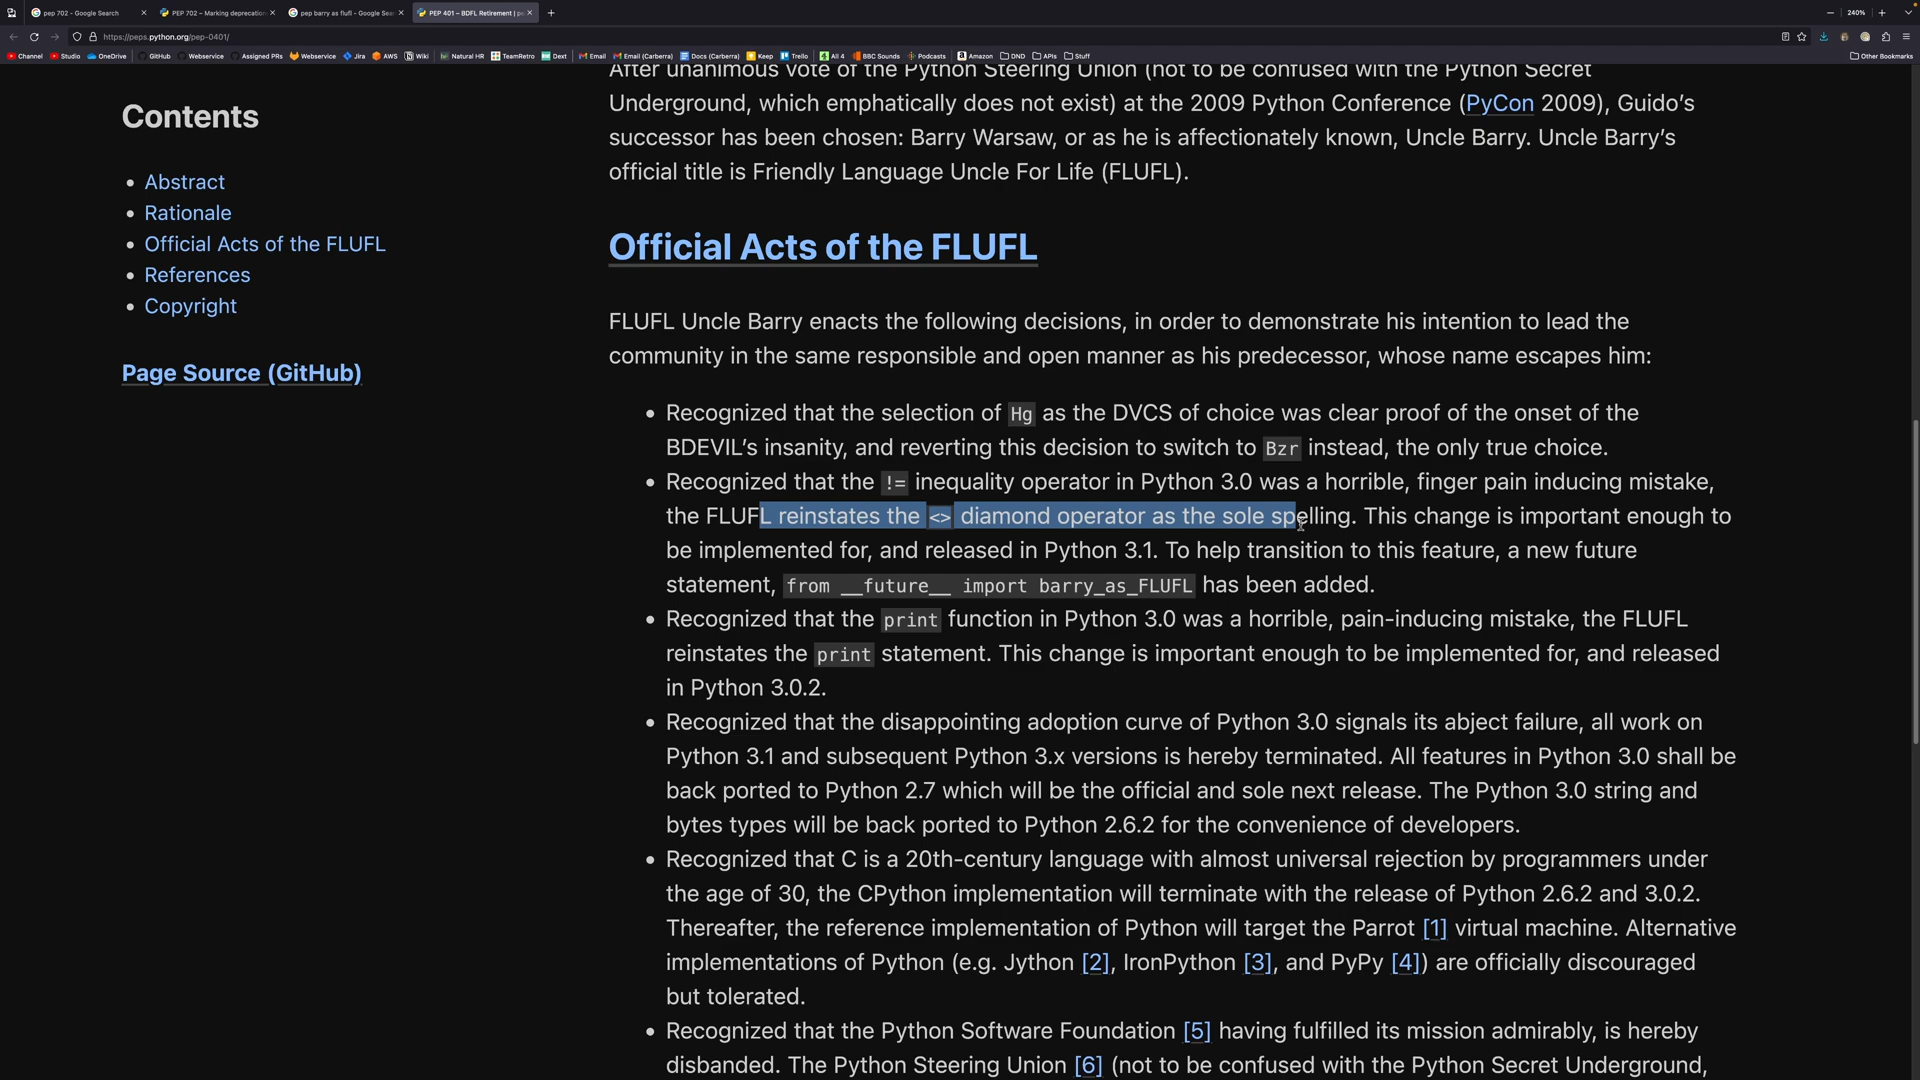 pep 702 - Google Search
PEP 702 – Marking deprecation
pep barry as flufl - Google Sea
PEP 401 – BDFL Retirement | p
https://peps.python.org/pep-0401/
240%
Channel Studio OneDrive GitHub Webservice Assigned PRs Webservice Jira AWS Wiki Natural HR TeamRetro Dext Email Email (Carberra) Docs (Carberra) Keep Trello All 4 BBC Sounds Podcasts Amazon DND APIs Stuff Other Bookmarks
Contents
Abstract
Rationale
Official Acts of the FLUFL
References
Copyright
Page Source (GitHub)
After unanimous vote of the Python Steering Union (not to be confused with the Python Secret
Underground, which emphatically does not exist) at the 2009 Python Conference (PyCon 2009), Guido's
successor has been chosen: Barry Warsaw, or as he is affectionately known, Uncle Barry. Uncle Barry's
official title is Friendly Language Uncle For Life (FLUFL).
Official Acts of the FLUFL
FLUFL Uncle Barry enacts the following decisions, in order to demonstrate his intention to lead the
community in the same responsible and open manner as his predecessor, whose name escapes him:
Recognized that the selection of Hg as the DVCS of choice was clear proof of the onset of the
BDEVIL's insanity, and reverting this decision to switch to Bzr instead, the only true choice.
Recognized that the != inequality operator in Python 3.0 was a horrible, finger pain inducing mistake,
the FLUFL reinstates the <> diamond operator as the sole spelling. This change is important enough to
be implemented for, and released in Python 3.1. To help transition to this feature, a new future
statement, from __future__ import barry_as_FLUFL has been added.
Recognized that the print function in Python 3.0 was a horrible, pain-inducing mistake, the FLUFL
reinstates the print statement. This change is important enough to be implemented for, and released
in Python 3.0.2.
Recognized that the disappointing adoption curve of Python 3.0 signals its abject failure, all work on
Python 3.1 and subsequent Python 3.x versions is hereby terminated. All features in Python 3.0 shall be
back ported to Python 2.7 which will be the official and sole next release. The Python 3.0 string and
bytes types will be back ported to Python 2.6.2 for the convenience of developers.
Recognized that C is a 20th-century language with almost universal rejection by programmers under
the age of 30, the CPython implementation will terminate with the release of Python 2.6.2 and 3.0.2.
Thereafter, the reference implementation of Python will target the Parrot [1] virtual machine. Alternative
implementations of Python (e.g. Jython [2], IronPython [3], and PyPy [4]) are officially discouraged
but tolerated.
Recognized that the Python Software Foundation [5] having fulfilled its mission admirably, is hereby
disbanded. The Python Steering Union [6] (not to be confused with the Python Secret Underground,